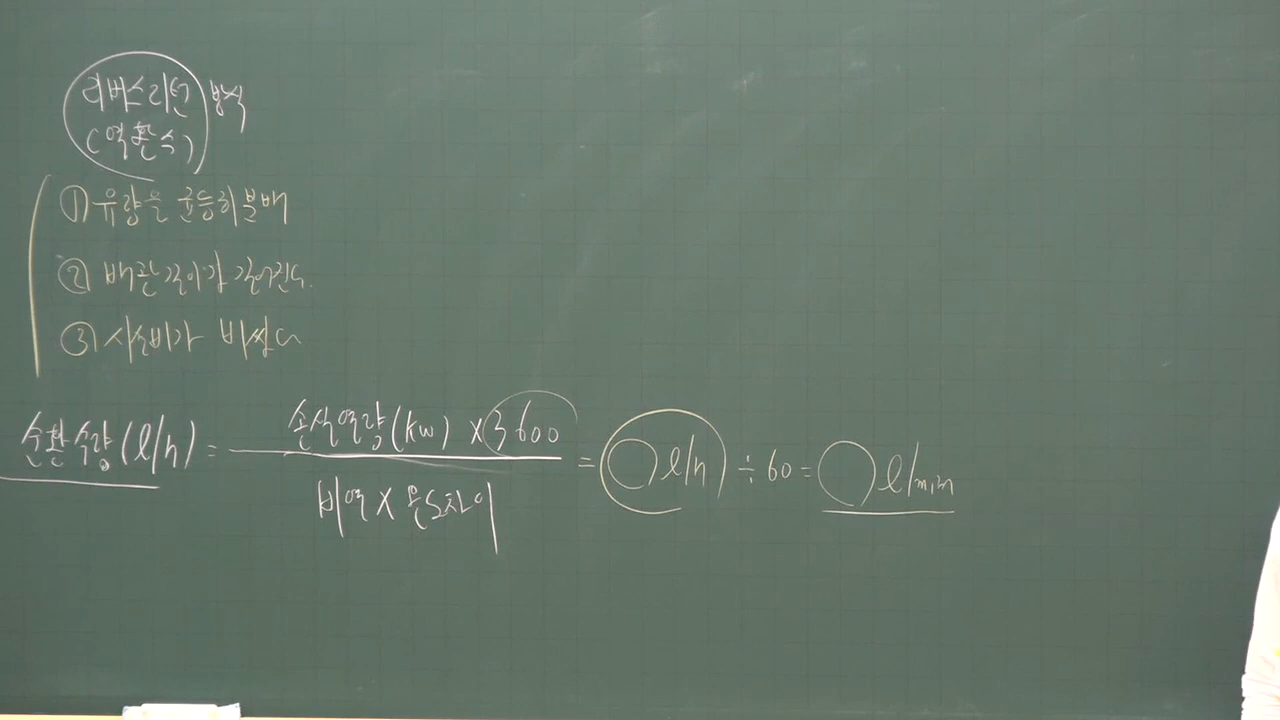 리버스리턴 방식
(역환수)
① 유량을 균등히 분배
② 배관길이가 길어진다.
③ 시설비가 비싸다
순환수량(l/h) = 손실열량(kw) × 3600 / 비열 × 온도차이 = ○ l/h ÷ 60 = ○ l/min